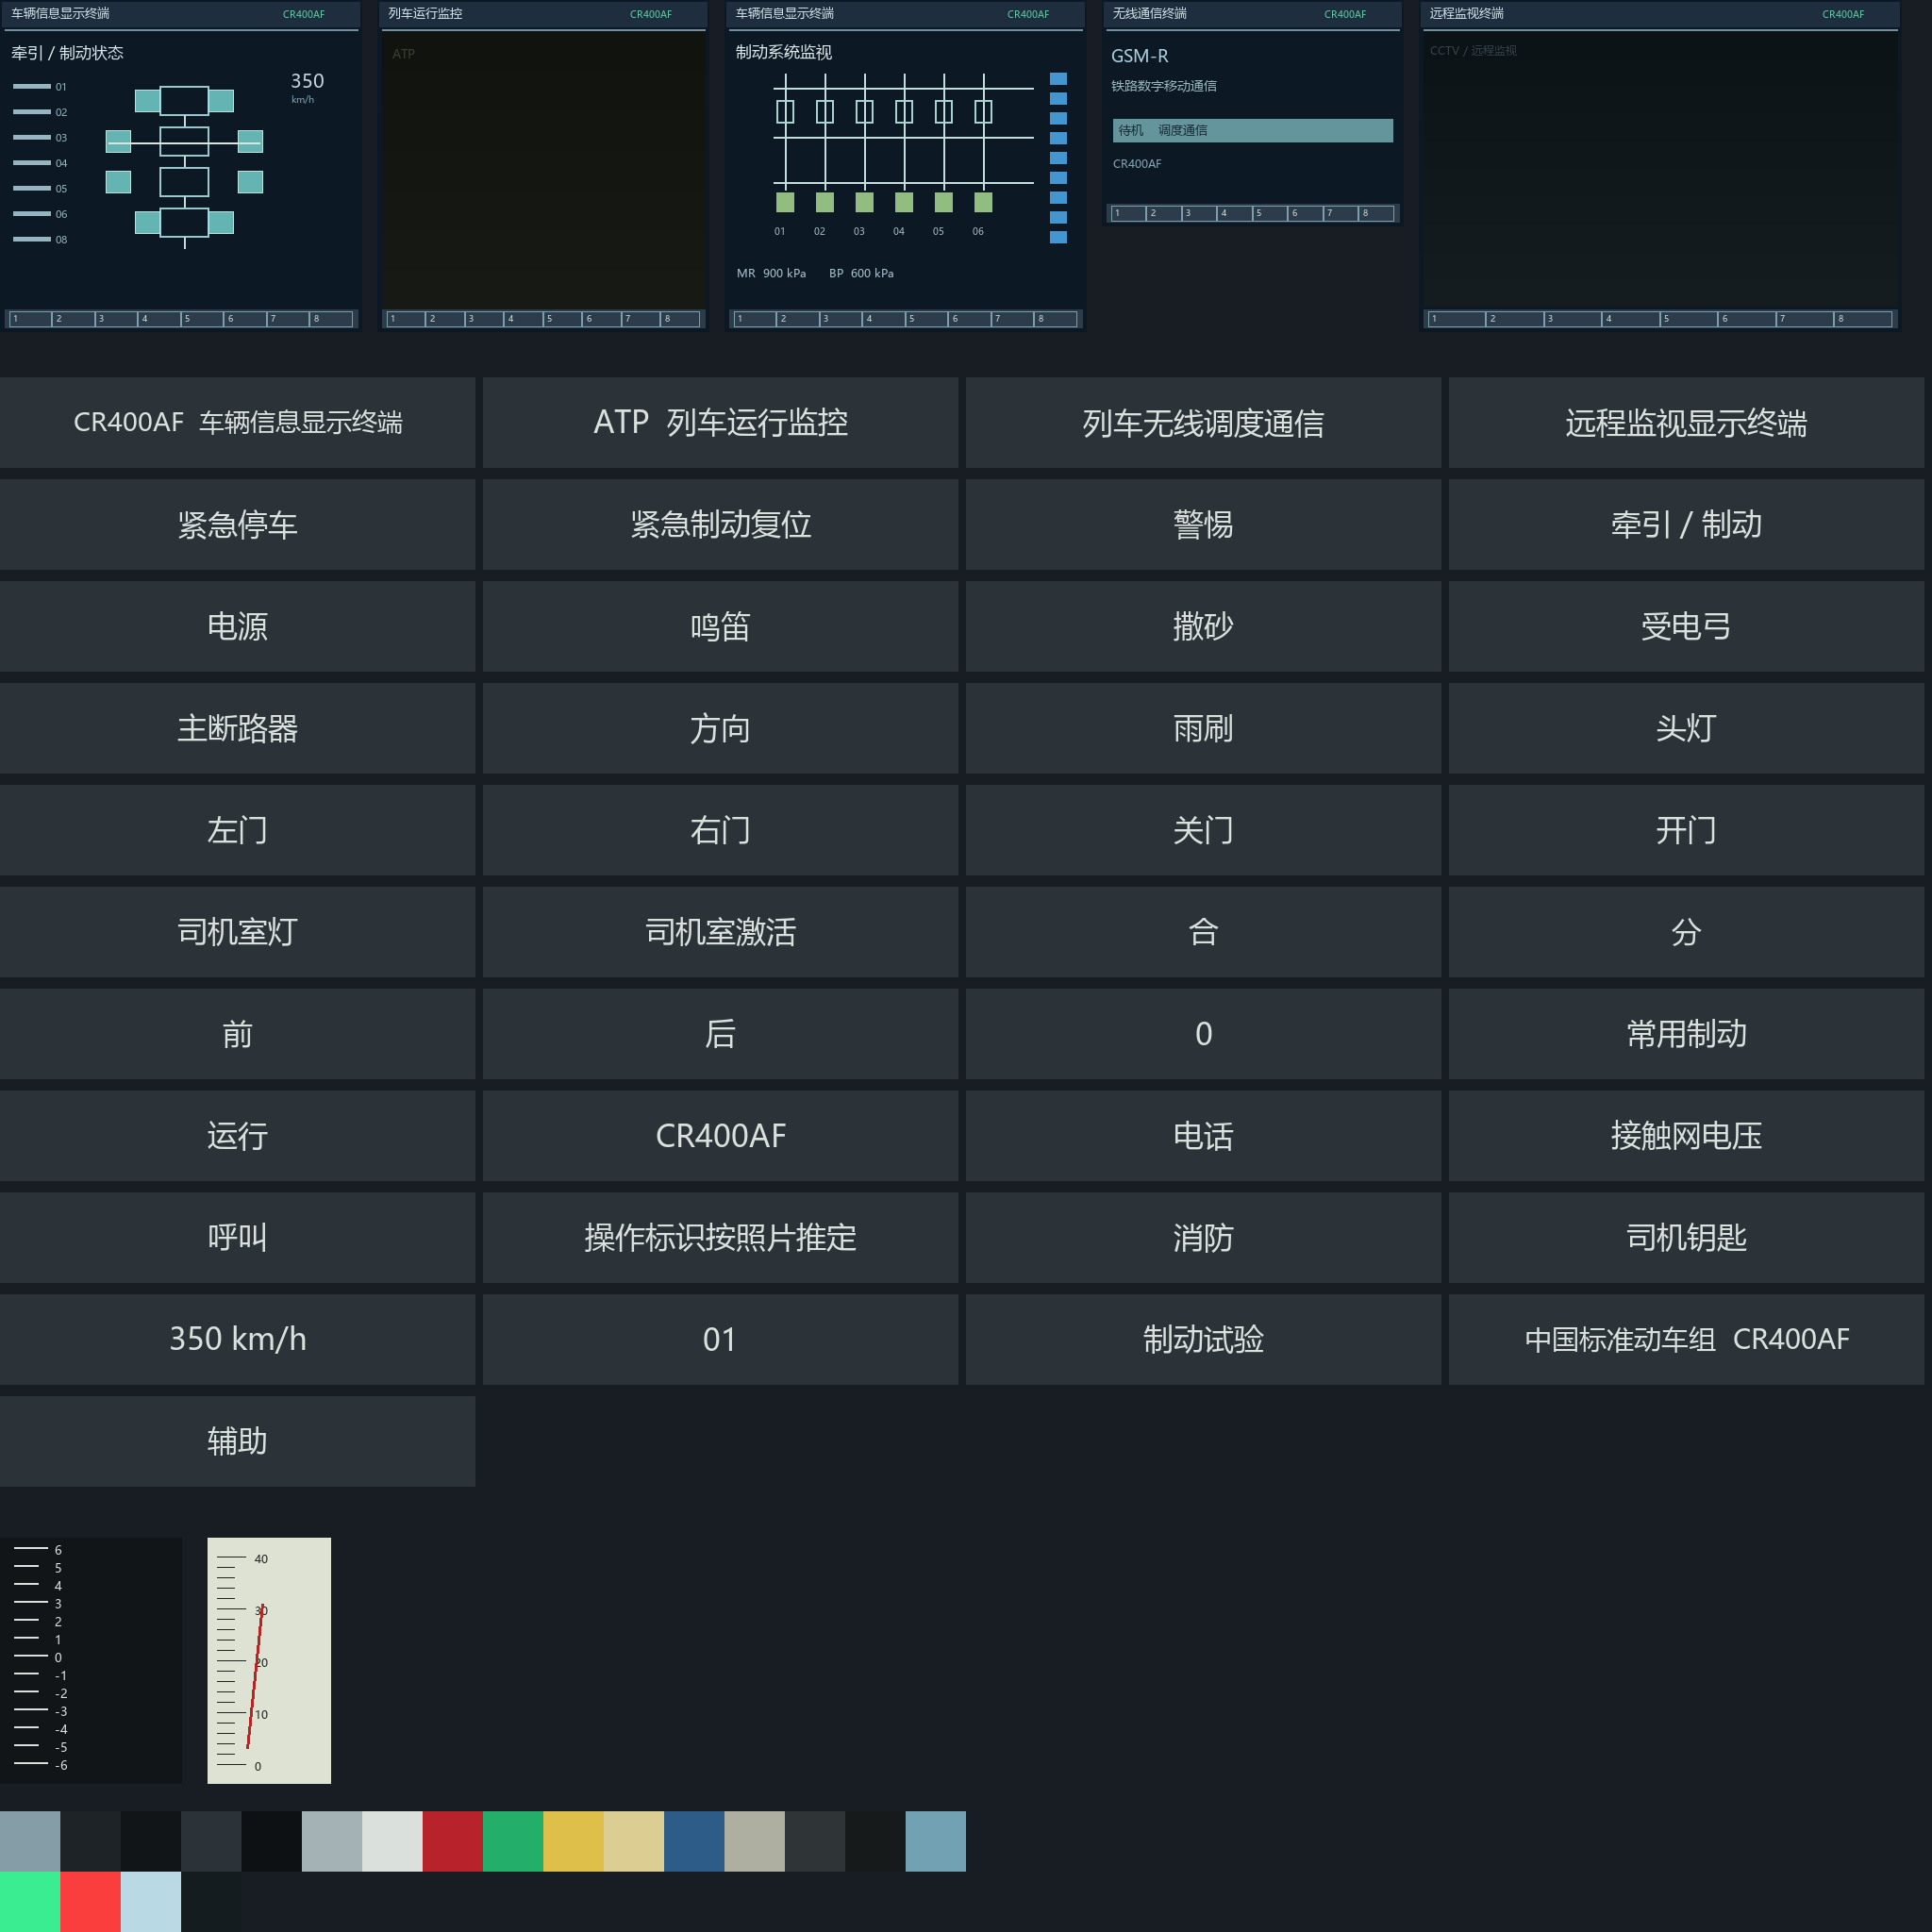 车辆信息显示终端 CR400AF
牵引 / 制动状态
350
km/h
01
02
03
04
05
06
08
1 2 3 4 5 6 7 8
列车运行监控 CR400AF
ATP
1 2 3 4 5 6 7 8
车辆信息显示终端 CR400AF
制动系统监视
01 02 03 04 05 06
MR 900 kPa BP 600 kPa
1 2 3 4 5 6 7 8
无线通信终端 CR400AF
GSM-R
铁路数字移动通信
待机 调度通信
CR400AF
1 2 3 4 5 6 7 8
远程监视终端 CR400AF
CCTV / 远程监视
1 2 3 4 5 6 7 8
CR400AF 车辆信息显示终端
ATP 列车运行监控
列车无线调度通信
远程监视显示终端
紧急停车
紧急制动复位
警惕
牵引 / 制动
电源
鸣笛
撒砂
受电弓
主断路器
方向
雨刷
头灯
左门
右门
关门
开门
司机室灯
司机室激活
合
分
前
后
0
常用制动
运行
CR400AF
电话
接触网电压
呼叫
操作标识按照片推定
消防
司机钥匙
350 km/h
01
制动试验
中国标准动车组 CR400AF
辅助
6
5
4
3
2
1
0
-1
-2
-3
-4
-5
-6
40
30
20
10
0